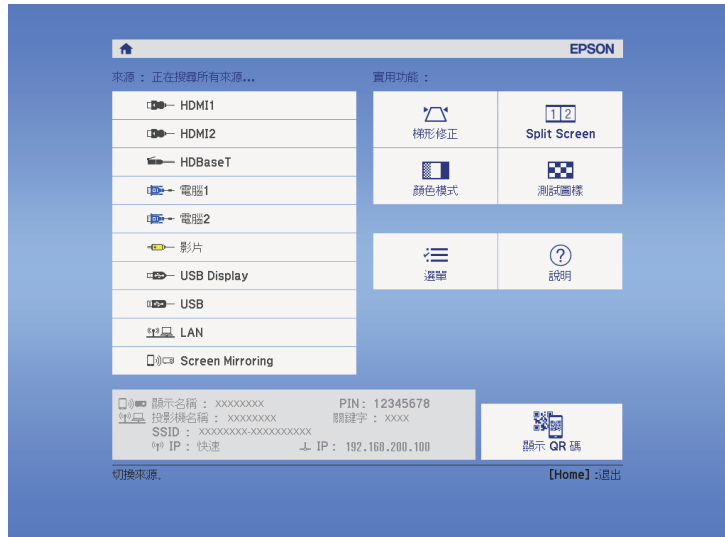 EPSON
來源 : 正在搜尋所有來源...
HDMI1
HDMI2
HDBaseT
電腦1
電腦2
影片
USB Display
USB
LAN
Screen Mirroring
實用功能 :
梯形修正
Split Screen
顏色模式
測試圖樣
選單
說明
顯示名稱 : xxxxxxxx PIN : 12345678
投影機名稱 : xxxxxxxx 關鍵字 : xxxx
SSID : xxxxxxxx-xxxxxxxxxx
IP : 快速 IP : 192.168.200.100
顯示 QR 碼
切換來源. [Home] :退出